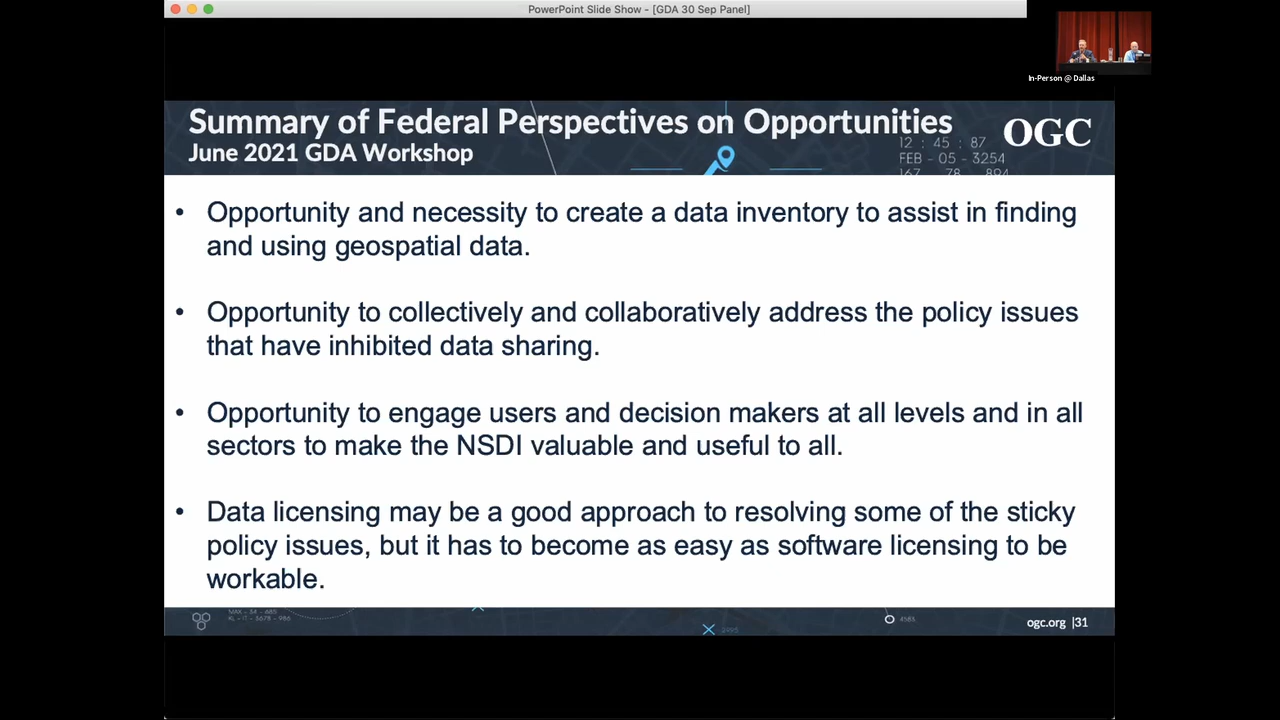 PowerPoint Slide Show - [GDA 30 Sep Panel]
In-Person @ Dallas
Summary of Federal Perspectives on Opportunities
June 2021 GDA Workshop
OGC
12 : 45 : 87
FEB - 05 - 3254
167 78 894
• Opportunity and necessity to create a data inventory to assist in finding
and using geospatial data.
• Opportunity to collectively and collaboratively address the policy issues
that have inhibited data sharing.
• Opportunity to engage users and decision makers at all levels and in all
sectors to make the NSDI valuable and useful to all.
• Data licensing may be a good approach to resolving some of the sticky
policy issues, but it has to become as easy as software licensing to be
workable.
ogc.org |31